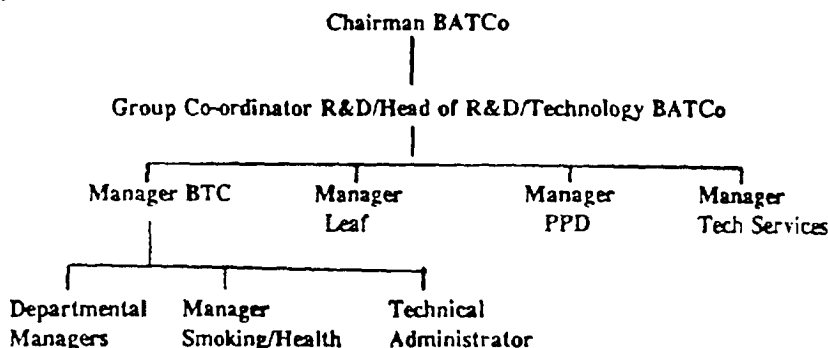 Chairman BATCo
Group Co-ordinator R&D/Head of R&D/Technology BATCo
Manager BTC
Manager
Leaf
Manager
PPD
Manager
Tech Services
Departmental
Managers
Manager
Smoking/Health
Technical
Administrator